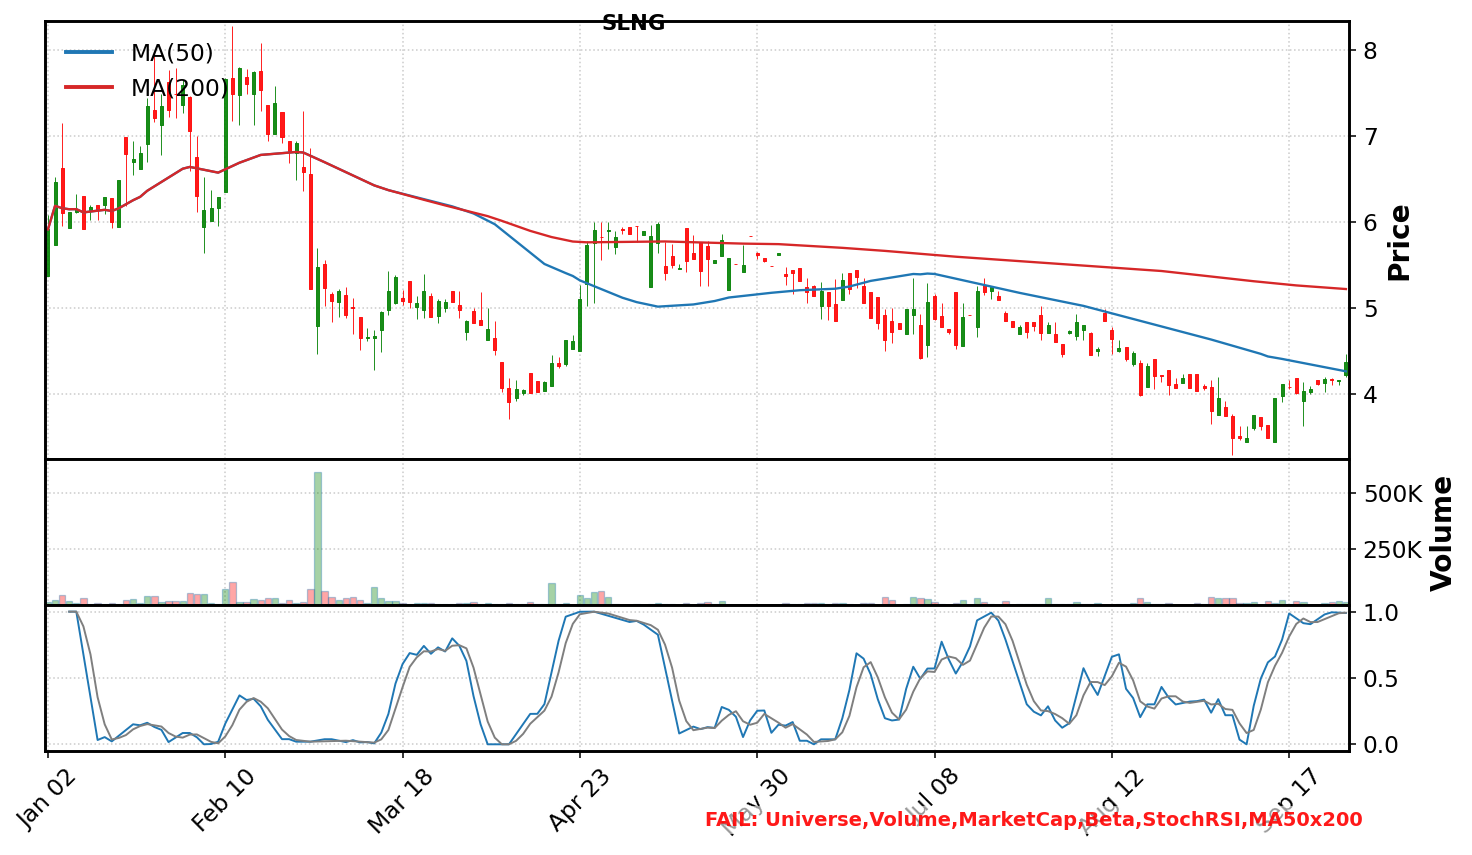 SLNG
MA(50)
MA(200)
8
7
6
5
4
Price
500K
250K
Volume
1.0
0.5
0.0
Jan 02
Feb 10
Mar 18
Apr 23
May 30
Jul 08
Aug 12
Sep 17
FAIL: Universe,Volume,MarketCap,Beta,StochRSI,MA50x200